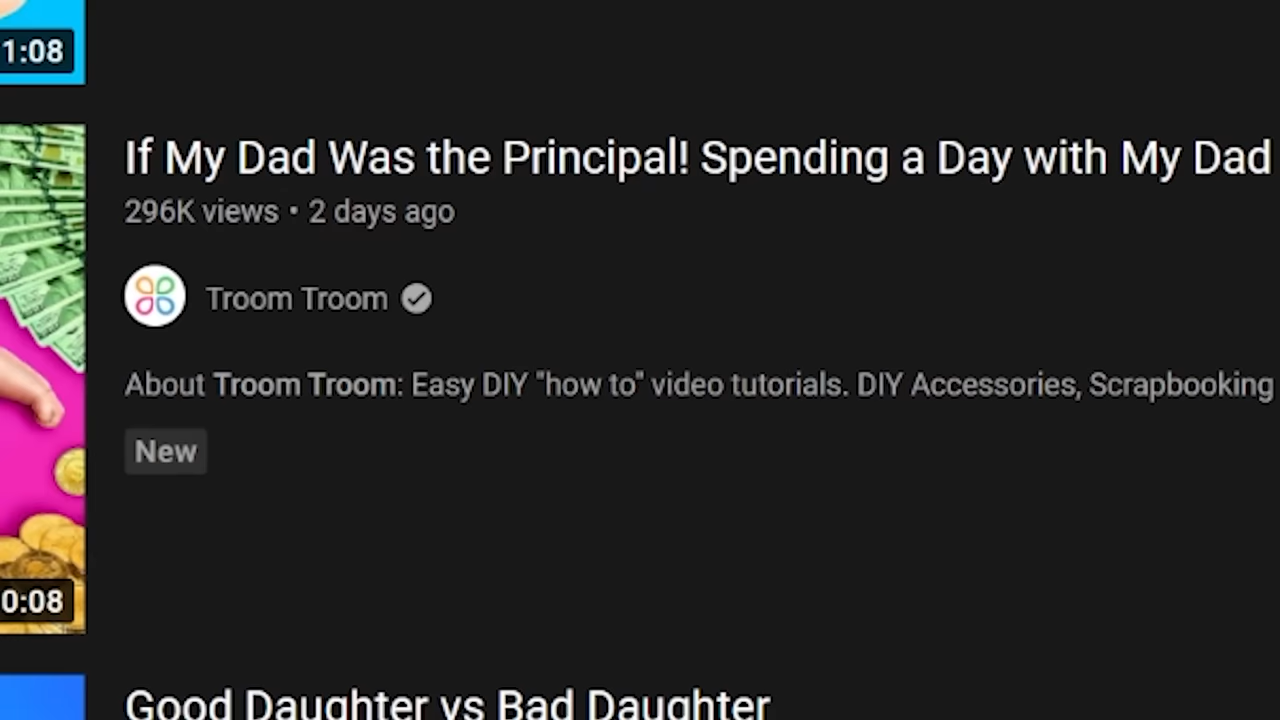 1:08
If My Dad Was the Principal! Spending a Day with My Dad
296K views • 2 days ago
Troom Troom
About Troom Troom: Easy DIY "how to" video tutorials. DIY Accessories, Scrapbooking
New
0:08
Good Daughter vs Bad Daughter